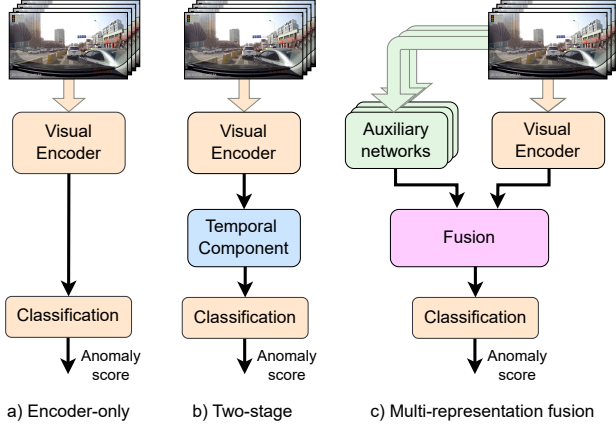 Visual
Encoder
Classification
Anomaly
score
a) Encoder-only
Visual
Encoder
Temporal
Component
Classification
Anomaly
score
b) Two-stage
Auxiliary
networks
Visual
Encoder
Fusion
Classification
Anomaly
score
c) Multi-representation fusion